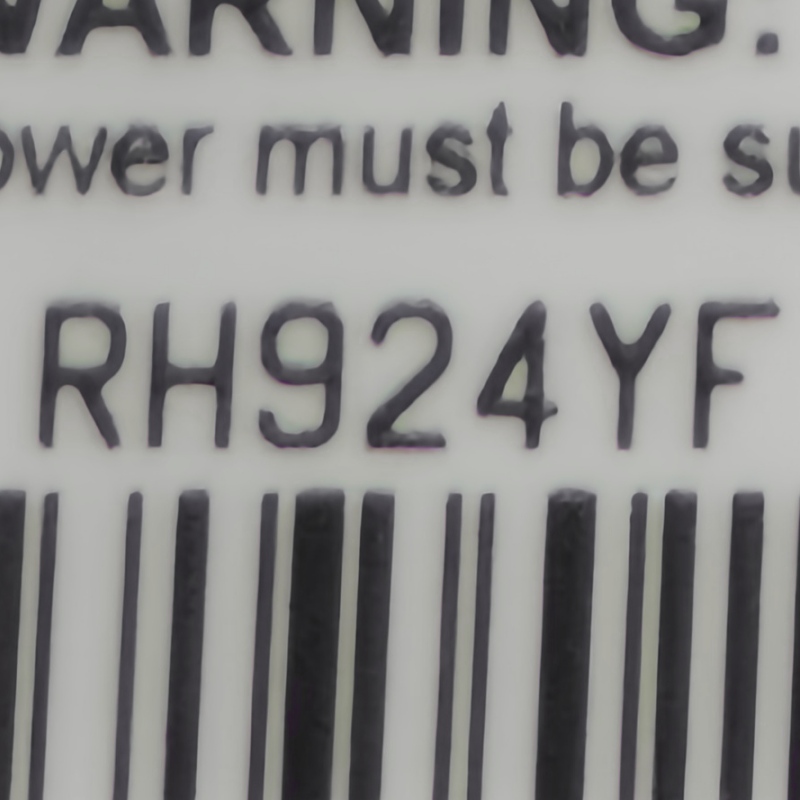 WARNING.
ower must be su
RH924YF